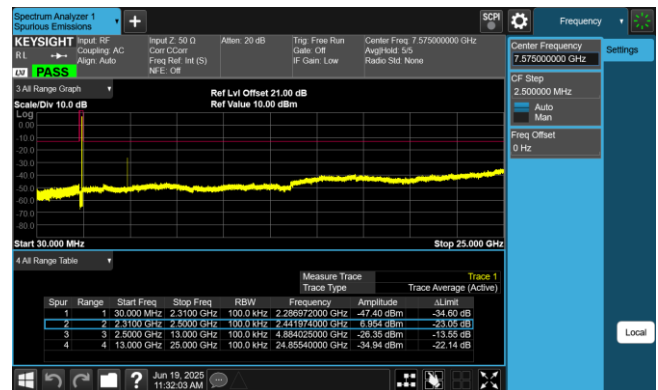 Spectrum Analyzer 1
Spurious Emissions
SCPI
Frequency
KEYSIGHT
Input: RF
Coupling: AC
Align: Auto
Input Z: 50 Ω
Corr CCorr
Freq Ref: Int (S)
NFE: Off
Atten: 20 dB
Trig: Free Run
Gate: Off
IF Gain: Low
Center Freq: 7.575000000 GHz
Avg|Hold: 5/5
Radio Std: None
R L
LXI
PASS
Center Frequency
7.575000000 GHz
Settings
CF Step
2.500000 MHz
Auto
Man
Freq Offset
0 Hz
3 All Range Graph
Scale/Div 10.0 dB
Ref Lvl Offset 21.00 dB
Ref Value 10.00 dBm
Log
0.00
-10.0
-20.0
-30.0
-40.0
-50.0
-60.0
-70.0
-80.0
Start 30.000 MHz
Stop 25.000 GHz
4 All Range Table
Measure Trace Trace 1
Trace Type Trace Average (Active)
Spur Range Start Freq Stop Freq RBW Frequency Amplitude ΔLimit
1 1 30.000 MHz 2.3100 GHz 100.0 kHz 2.286972000 GHz -47.40 dBm -34.60 dB
2 2 2.3100 GHz 2.5000 GHz 100.0 kHz 2.441974000 GHz 6.954 dBm -23.05 dB
3 3 2.5000 GHz 13.000 GHz 100.0 kHz 4.884025000 GHz -26.35 dBm -13.55 dB
4 4 13.000 GHz 25.000 GHz 100.0 kHz 24.85540000 GHz -34.94 dBm -22.14 dB
Local
Jun 19, 2025
11:32:03 AM